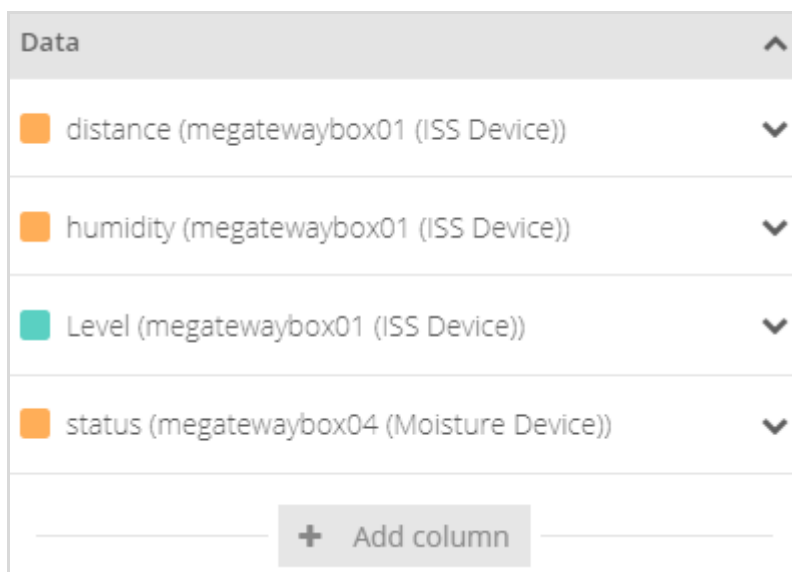 Data
distance (megatewaybox01 (ISS Device))
humidity (megatewaybox01 (ISS Device))
Level (megatewaybox01 (ISS Device))
status (megatewaybox04 (Moisture Device))
+ Add column